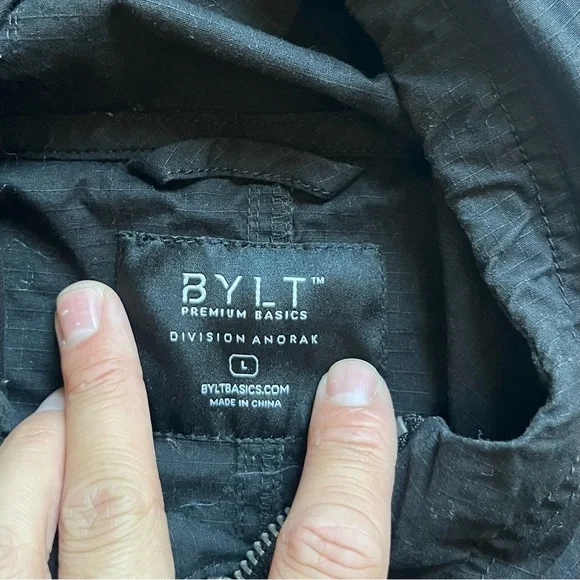 BYLT™
PREMIUM BASICS
DIVISION ANORAK
L
BYLTBASICS.COM
MADE IN CHINA